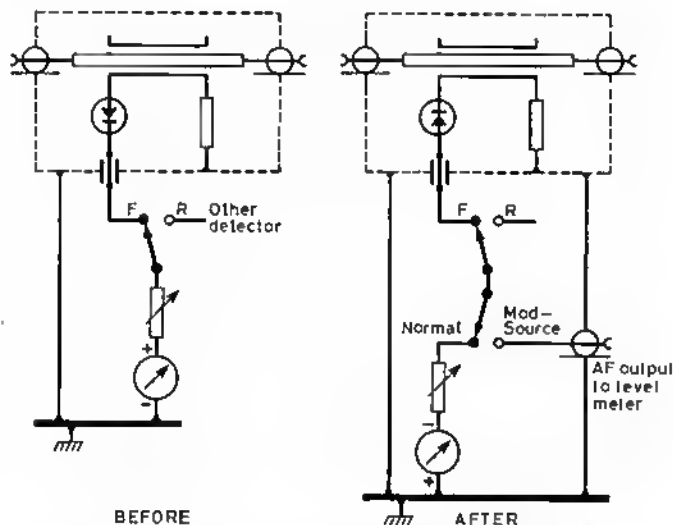 F
R
Other
detector
+
−
BEFORE
F
R
Normal
Mod–
Source
AF output
to level
meter
−
+
AFTER